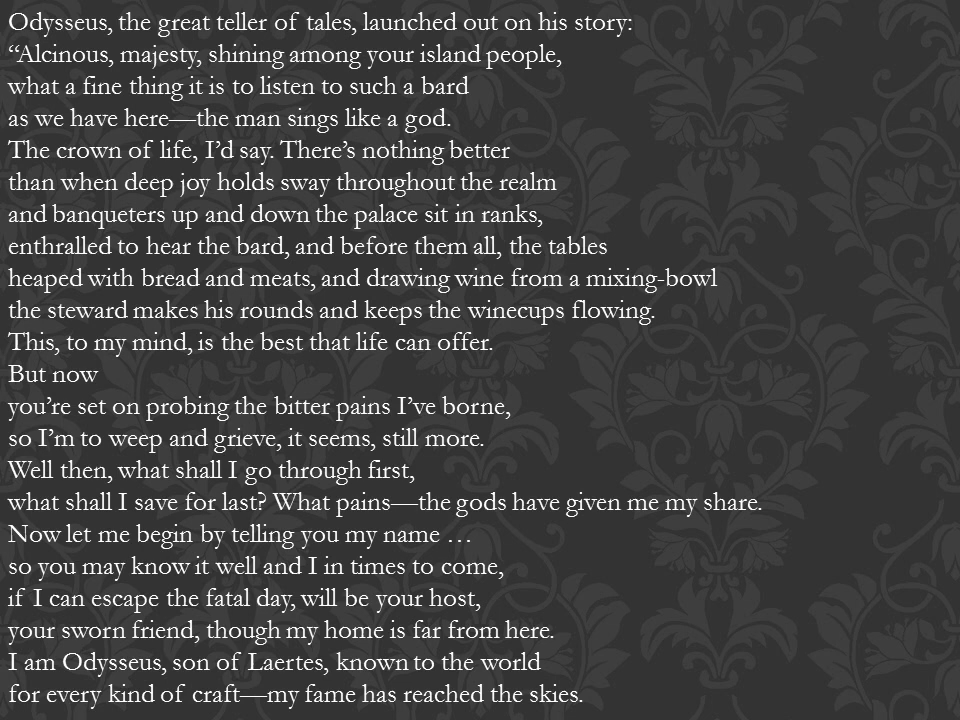 Odysseus, the great teller of tales, launched out on his story:
“Alcinous, majesty, shining among your island people,
what a fine thing it is to listen to such a bard
as we have here—the man sings like a god.
The crown of life, I’d say. There’s nothing better
than when deep joy holds sway throughout the realm
and banqueters up and down the palace sit in ranks,
enthralled to hear the bard, and before them all, the tables
heaped with bread and meats, and drawing wine from a mixing-bowl
the steward makes his rounds and keeps the winecups flowing.
This, to my mind, is the best that life can offer.
But now
you’re set on probing the bitter pains I’ve borne,
so I’m to weep and grieve, it seems, still more.
Well then, what shall I go through first,
what shall I save for last? What pains—the gods have given me my share.
Now let me begin by telling you my name …
so you may know it well and I in times to come,
if I can escape the fatal day, will be your host,
your sworn friend, though my home is far from here.
I am Odysseus, son of Laertes, known to the world
for every kind of craft—my fame has reached the skies.